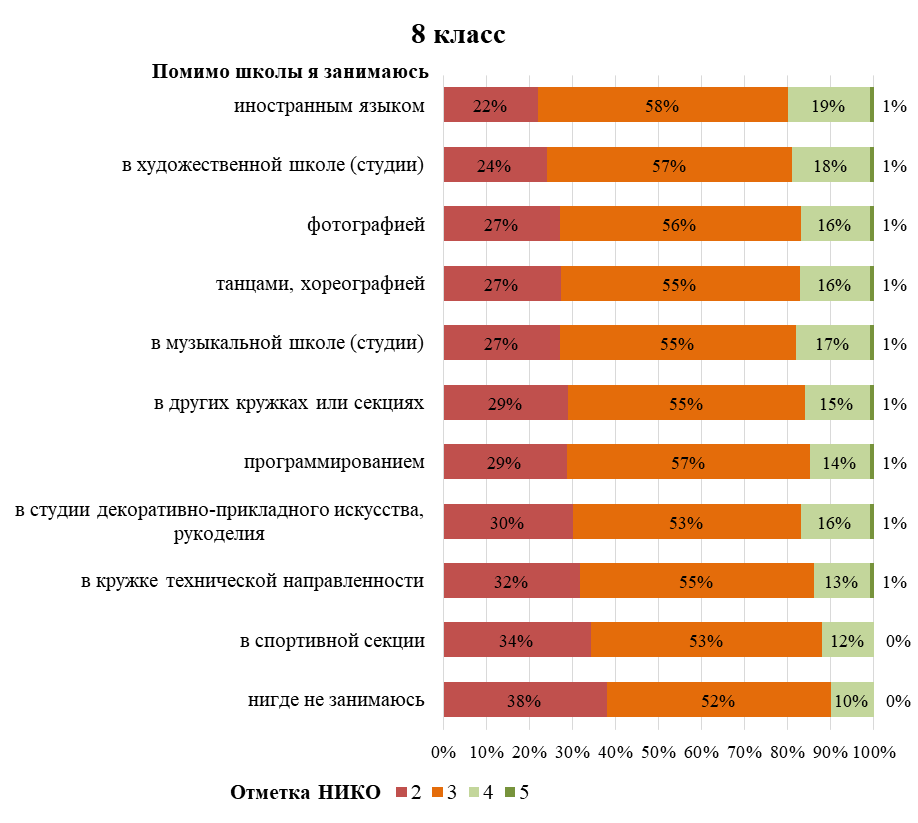 8 класс
Помимо школы я занимаюсь
иностранным языком 22% 58% 19% 1%
в художественной школе (студии) 24% 57% 18% 1%
фотографией 27% 56% 16% 1%
танцами, хореографией 27% 55% 16% 1%
в музыкальной школе (студии) 27% 55% 17% 1%
в других кружках или секциях 29% 55% 15% 1%
программированием 29% 57% 14% 1%
в студии декоративно-прикладного искусства,
рукоделия 30% 53% 16% 1%
в кружке технической направленности 32% 55% 13% 1%
в спортивной секции 34% 53% 12% 0%
нигде не занимаюсь 38% 52% 10% 0%
0% 10% 20% 30% 40% 50% 60% 70% 80% 90% 100%
Отметка НИКО 2 3 4 5